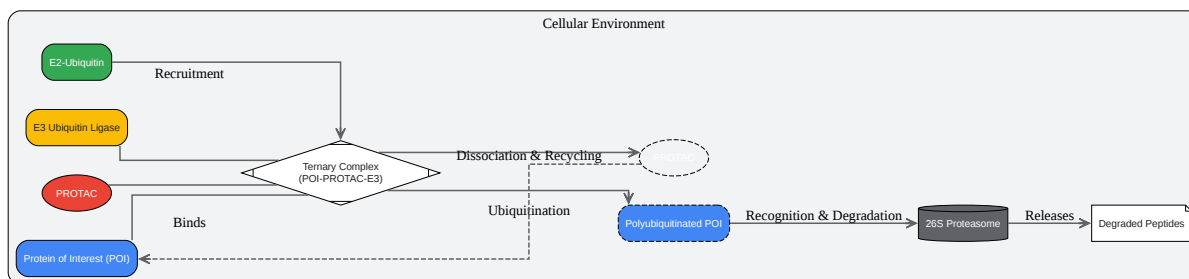 Cellular Environment
E2-Ubiquitin
Recruitment
E3 Ubiquitin Ligase
Ternary Complex
(POI-PROTAC-E3)
Dissociation & Recycling
PROTAC
PROTAC
Binds
Ubiquitination
Polyubiquitinated POI
Recognition & Degradation
26S Proteasome
Releases
Degraded Peptides
Protein of Interest (POI)